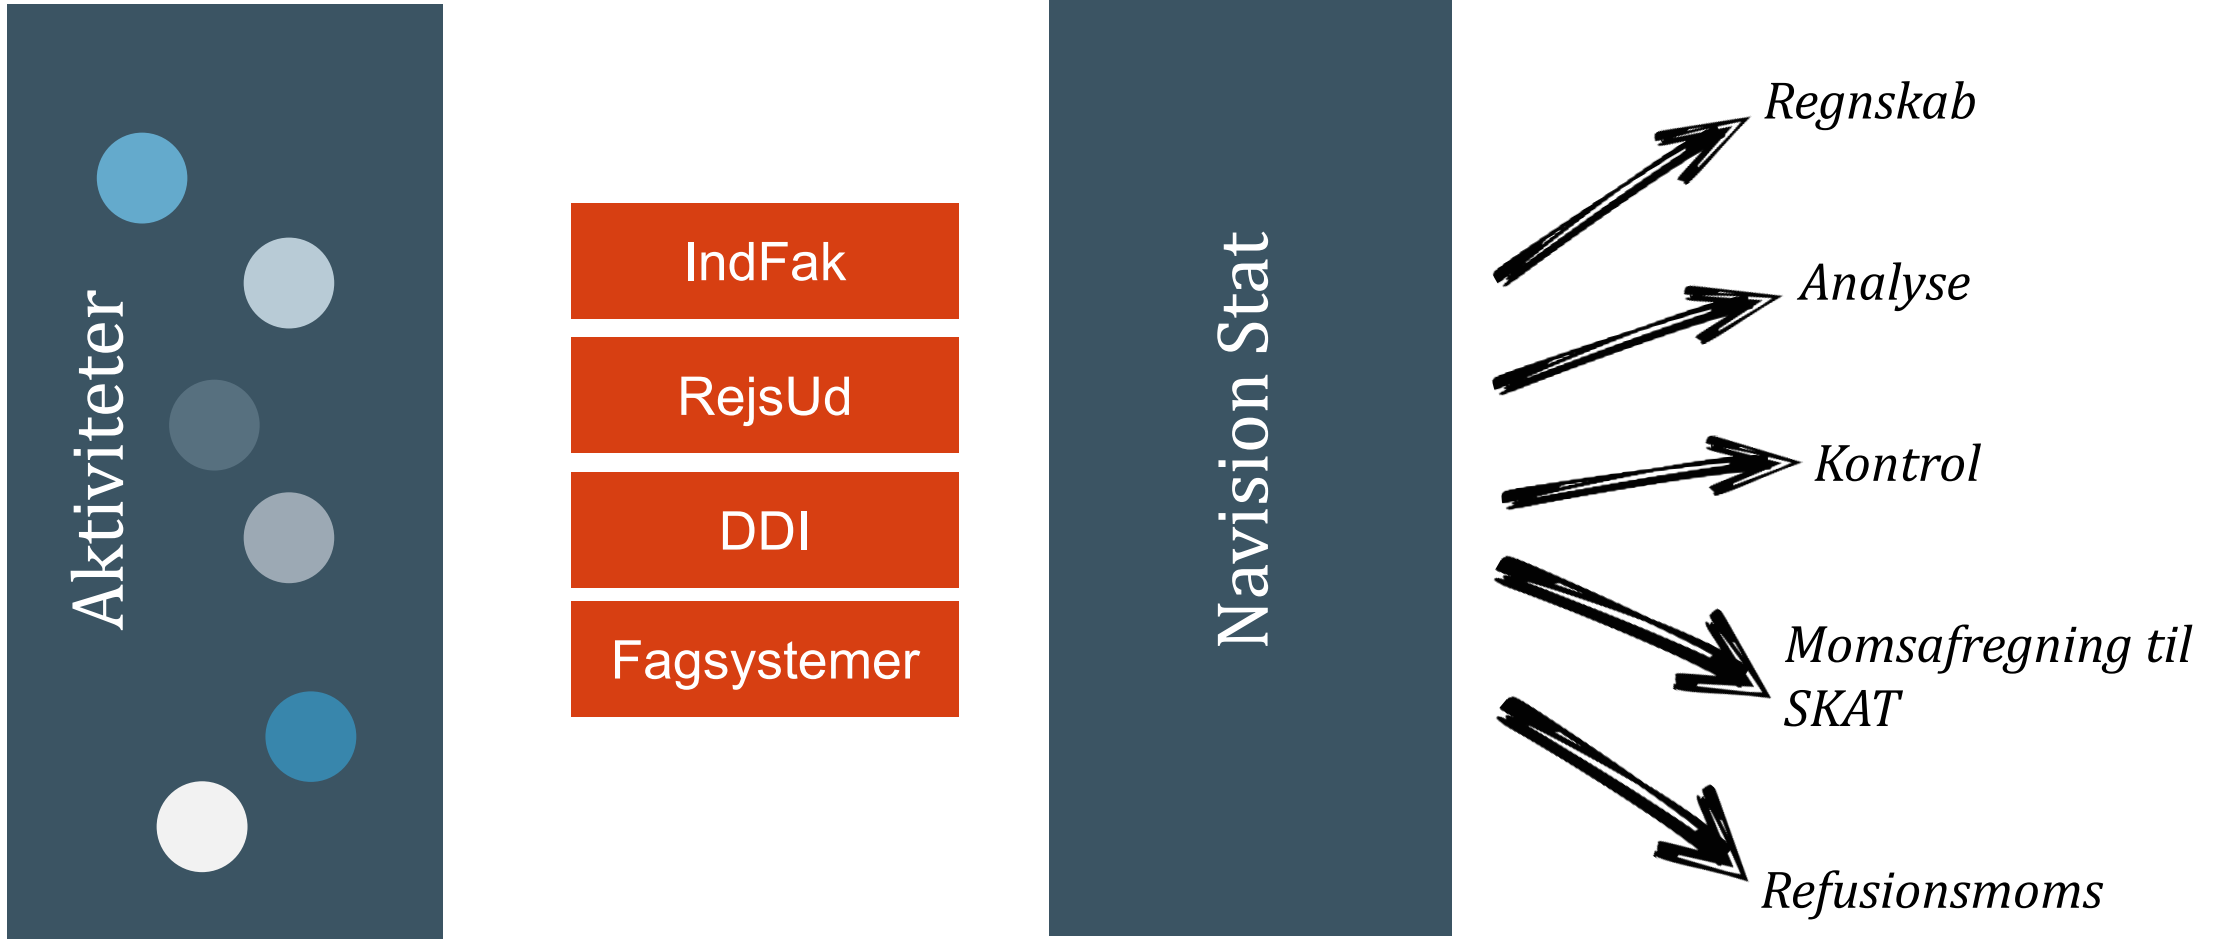 Aktiviteter
IndFak
RejsUd
DDI
Fagsystemer
Navision Stat
Regnskab
Analyse
Kontrol
Momsafregning til
SKAT
Refusionsmoms